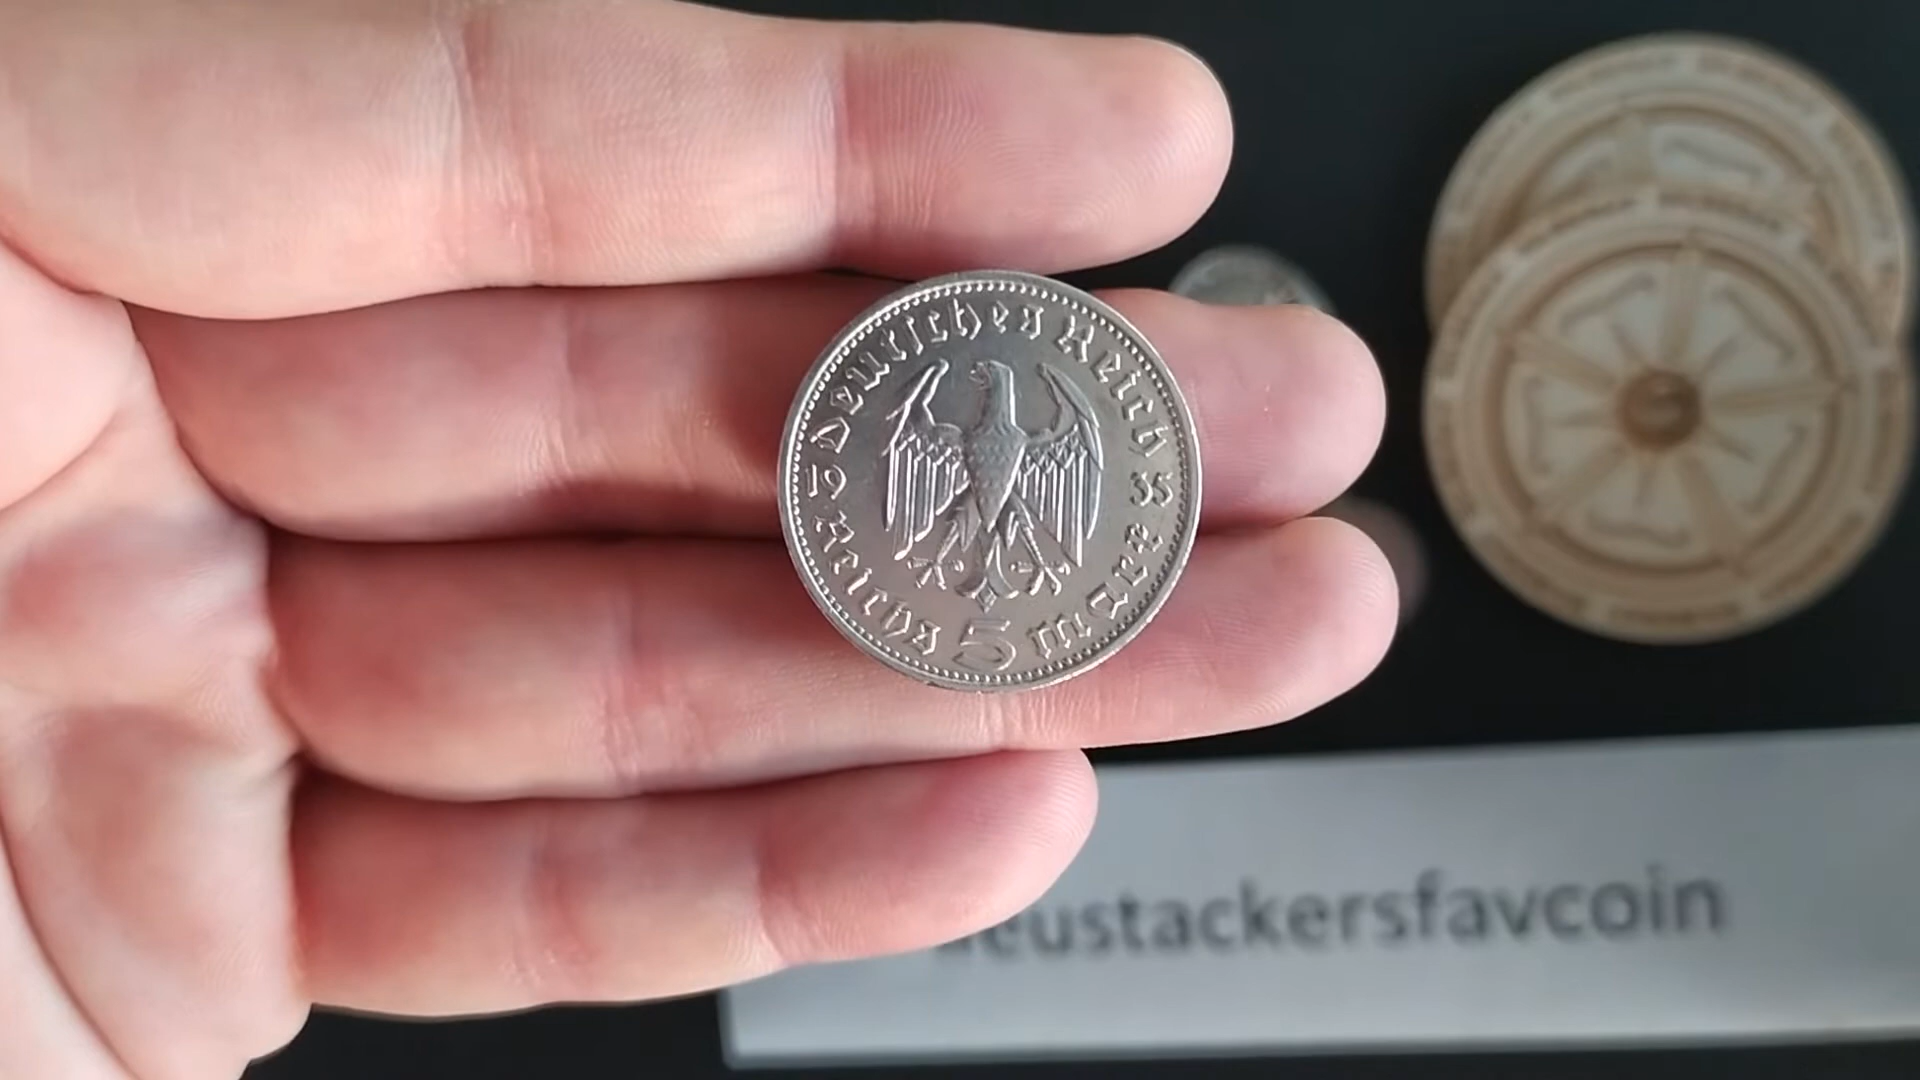 Deutsches Reich
19 35
Reichs 5 Mark
eustackersfavcoin